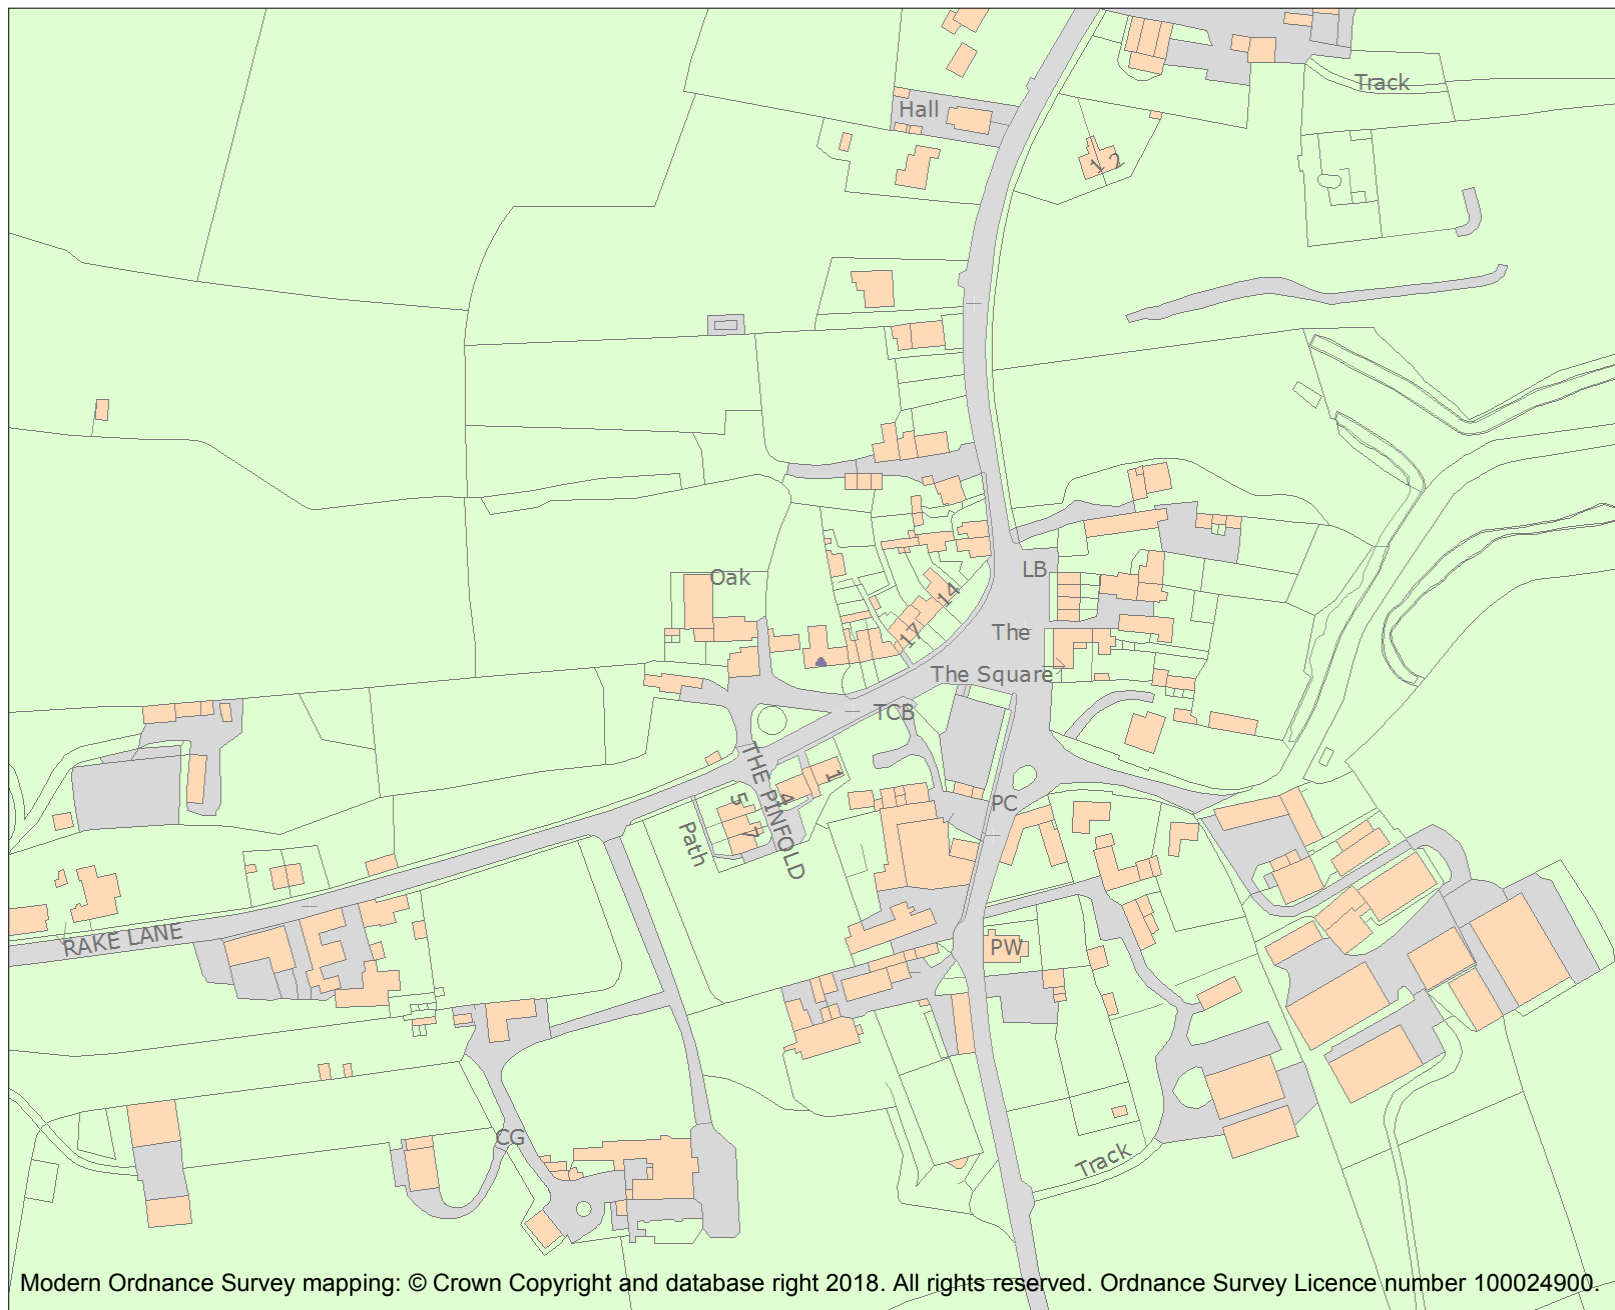 Track
Hall
1 2
LB
Oak
14
17
The
The Square
TCB
THE PINFOLD
1
4
5
7
PC
Path
RAKE LANE
PW
CG
Track
Modern Ordnance Survey mapping: © Crown Copyright and database right 2018. All rights reserved. Ordnance Survey Licence number 100024900.